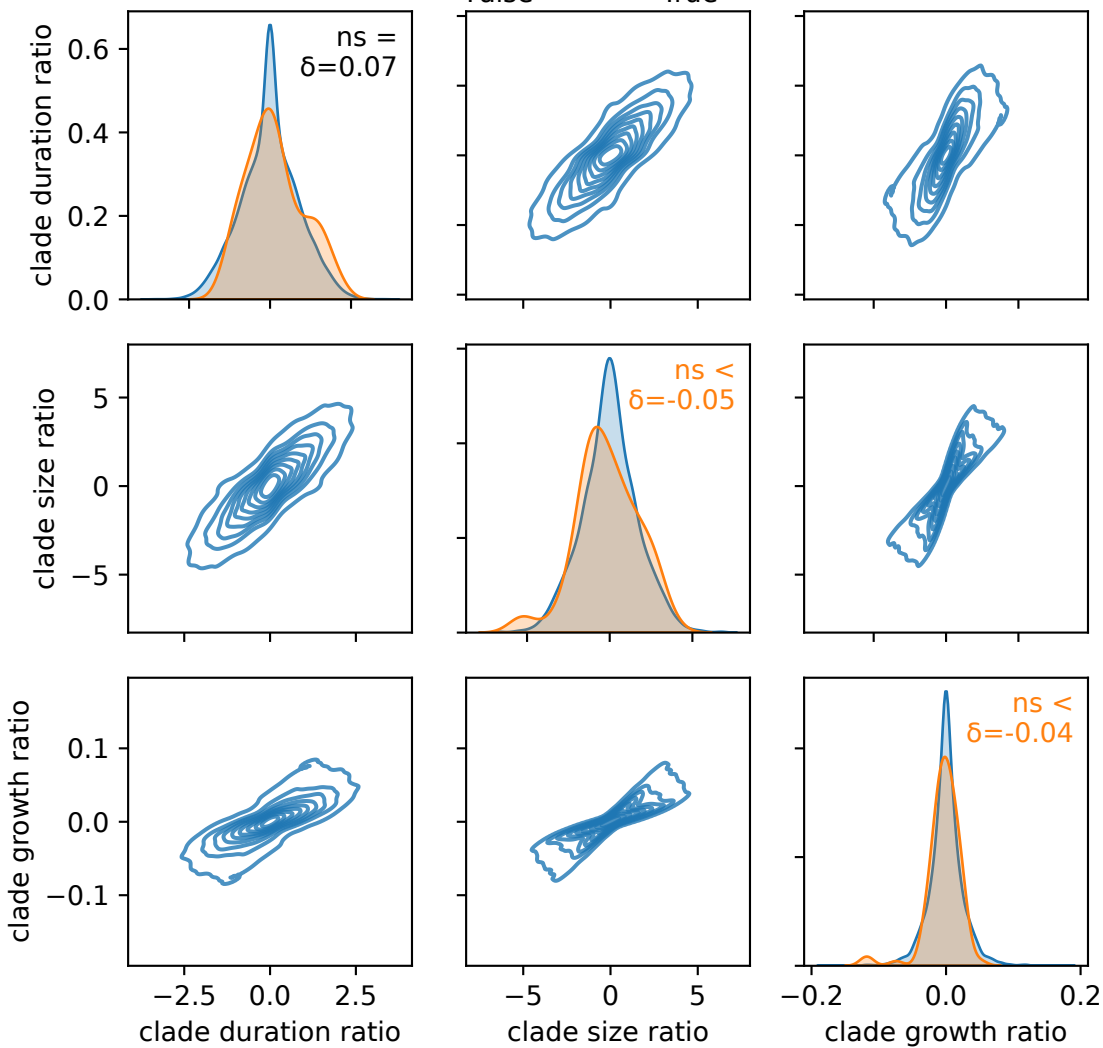 clade duration ratio
0.6
0.4
0.2
0.0
ns =
δ=0.07
clade size ratio
5
0
−5
ns <
δ=-0.05
clade growth ratio
0.1
0.0
−0.1
ns <
δ=-0.04
−2.5
0.0
2.5
clade duration ratio
−5
0
5
clade size ratio
−0.2
0.0
0.2
clade growth ratio